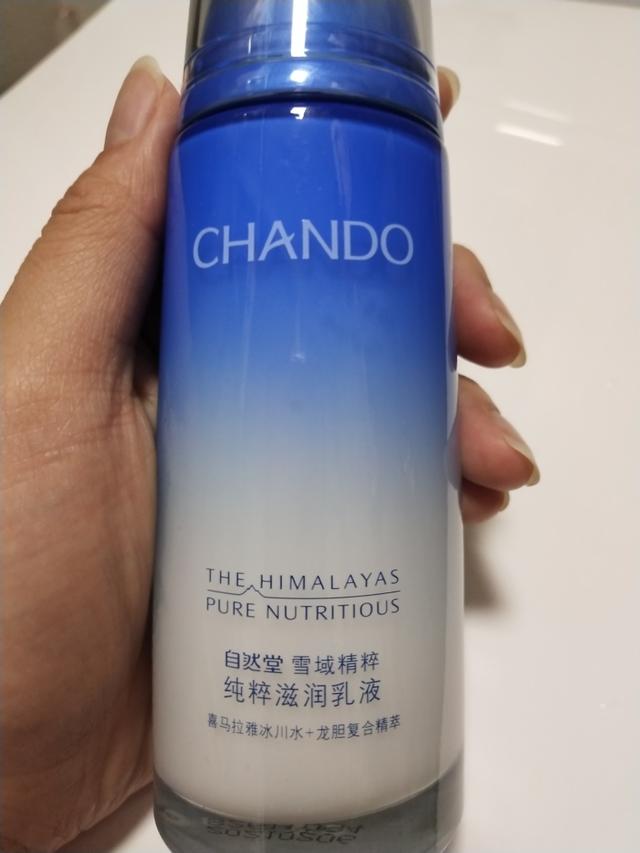 CHANDO
THE HIMALAYAS
PURE NUTRITIOUS
自然堂 雪域精粹
纯粹滋润乳液
喜马拉雅冰川水+龙胆复合精萃